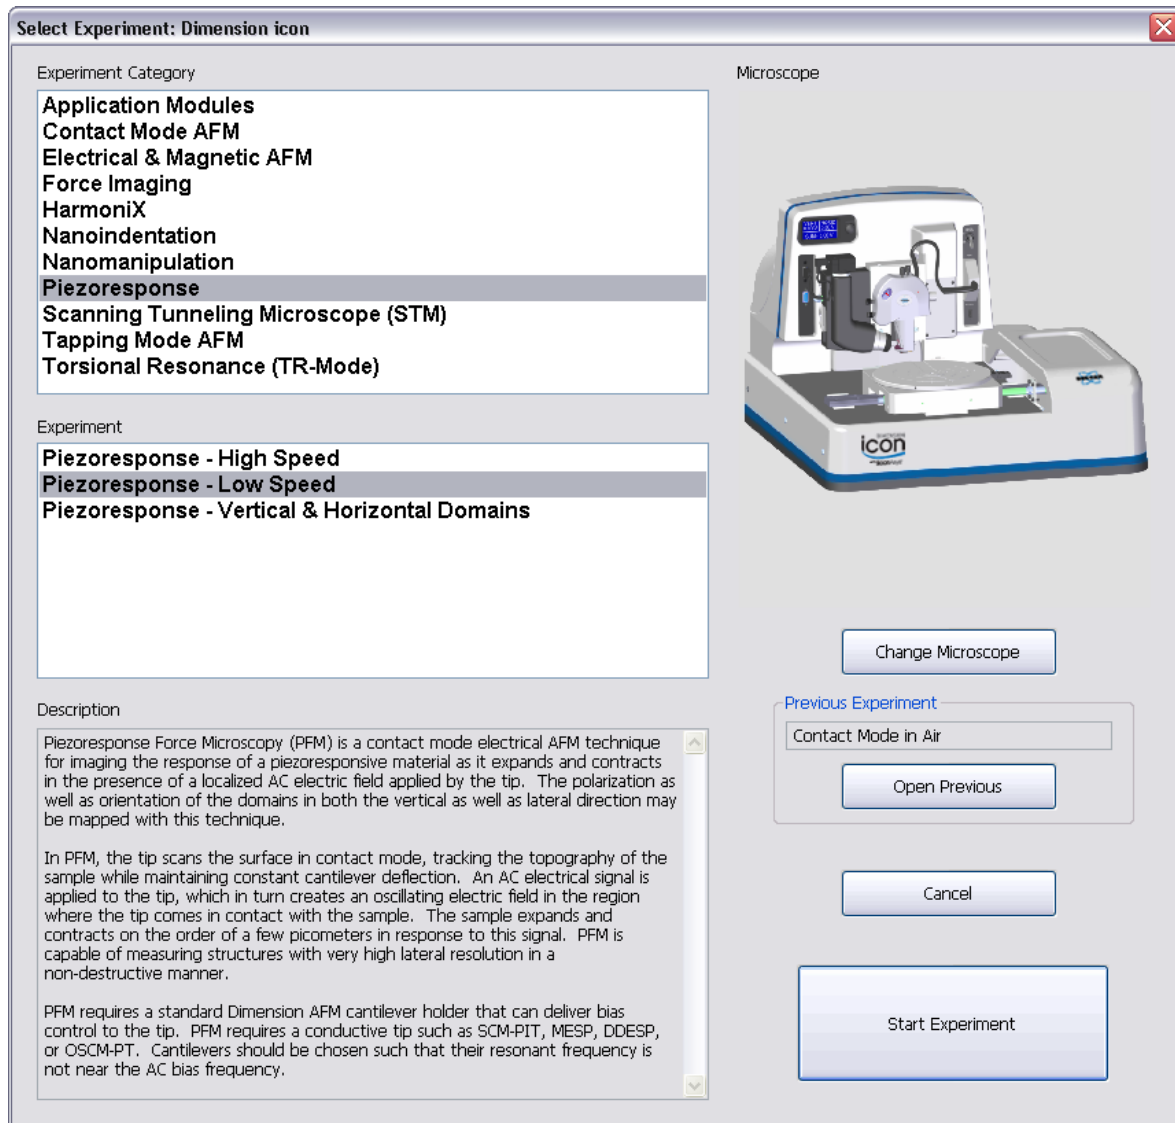 Select Experiment: Dimension icon
Experiment Category
Application Modules
Contact Mode AFM
Electrical & Magnetic AFM
Force Imaging
HarmoniX
Nanoindentation
Nanomanipulation
Piezoresponse
Scanning Tunneling Microscope (STM)
Tapping Mode AFM
Torsional Resonance (TR-Mode)
Experiment
Piezoresponse - High Speed
Piezoresponse - Low Speed
Piezoresponse - Vertical & Horizontal Domains
Description
Piezoresponse Force Microscopy (PFM) is a contact mode electrical AFM technique
for imaging the response of a piezoresponsive material as it expands and contracts
in the presence of a localized AC electric field applied by the tip.  The polarization as
well as orientation of the domains in both the vertical as well as lateral direction may
be mapped with this technique.
In PFM, the tip scans the surface in contact mode, tracking the topography of the
sample while maintaining constant cantilever deflection.  An AC electrical signal is
applied to the tip, which in turn creates an oscillating electric field in the region
where the tip comes in contact with the sample.  The sample expands and
contracts on the order of a few picometers in response to this signal.  PFM is
capable of measuring structures with very high lateral resolution in a
non-destructive manner.
PFM requires a standard Dimension AFM cantilever holder that can deliver bias
control to the tip.  PFM requires a conductive tip such as SCM-PIT, MESP, DDESP,
or OSCM-PT.  Cantilevers should be chosen such that their resonant frequency is
not near the AC bias frequency.
Microscope
icon
Change Microscope
Previous Experiment
Contact Mode in Air
Open Previous
Cancel
Start Experiment